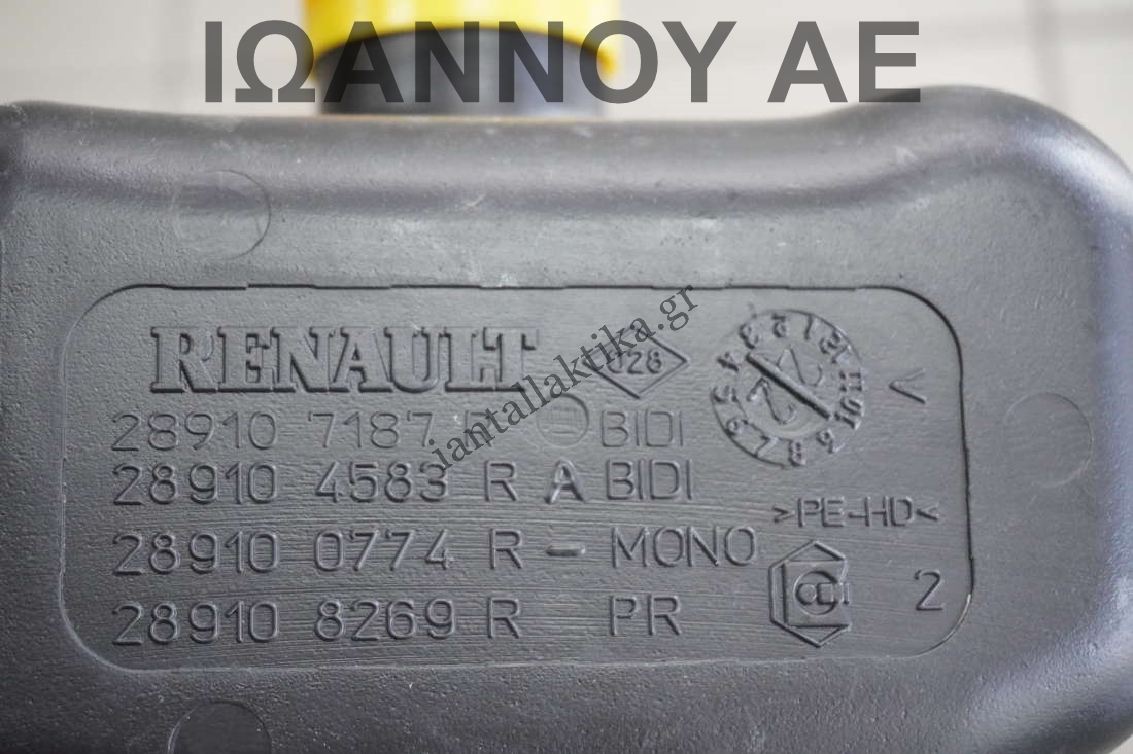 ΙΩΑΝΝΟΥ ΑΕ
RENAULT
J28
28910 7187 R BIDI
28910 4583 R A BIDI
>PE-HD<
28910 0774 R - MONO
28910 8269 R PR
2
iantallaktika.gr